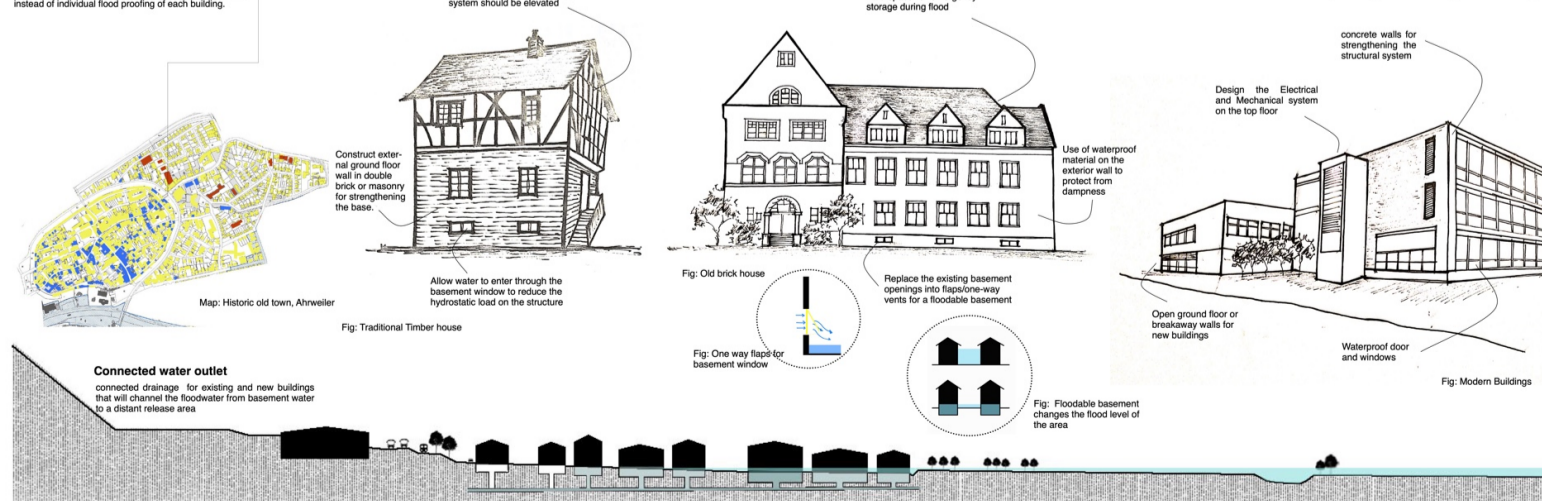 instead of individual flood proofing of each building.
system should be elevated
storage during flood
concrete walls for
strengthening the
structural system
Design the Electrical
and Mechanical system
on the top floor
Construct exter-
nal ground floor
wall in double
brick or masonry
for strengthening
the base.
Use of waterproof
material on the
exterior wall to
protect from
dampness
Allow water to enter through the
basement window to reduce the
hydrostatic load on the structure
Map: Historic old town, Ahrweiler
Fig: Traditional Timber house
Fig: Old brick house
Replace the existing basement
openings into flaps/one-way
vents for a floodable basement
Fig: One way flaps for
basement window
Open ground floor or
breakaway walls for
new buildings
Waterproof door
and windows
Fig: Modern Buildings
Fig: Floodable basement
changes the flood level of
the area
Connected water outlet
connected drainage for existing and new buildings
that will channel the floodwater from basement water
to a distant release area